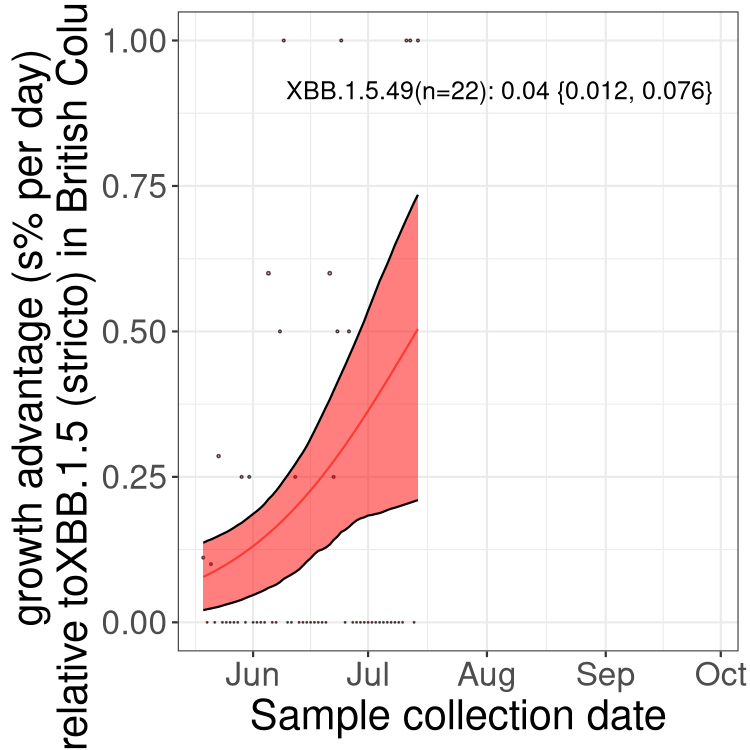 growth advantage (s% per day)
relative toXBB.1.5 (stricto) in British Colu
1.00
0.75
0.50
0.25
0.00
XBB.1.5.49(n=22): 0.04 {0.012, 0.076}
Jun Jul Aug Sep Oct
Sample collection date